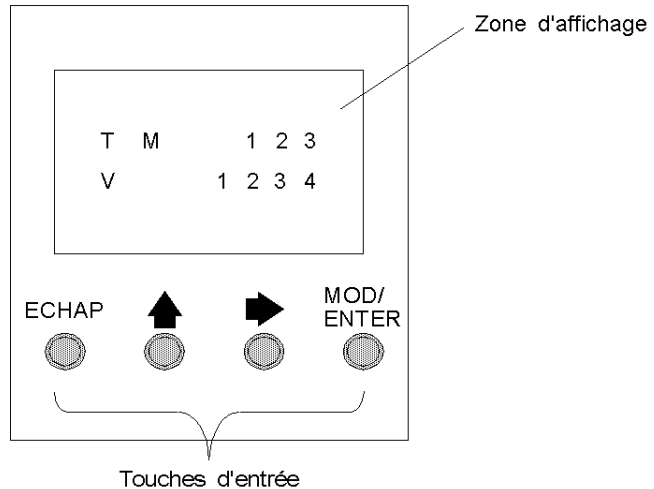 Zone d'affichage
T M 1 2 3
V 1 2 3 4
ECHAP
MOD/
ENTER
Touches d'entrée